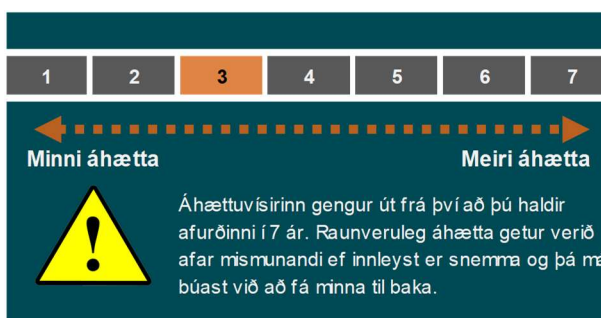 1 2 3 4 5 6 7
Minni áhætta Meiri áhætta
Áhættuvísirinn gengur út frá því að þú haldir
afurðinni í 7 ár. Raunveruleg áhætta getur verið
afar mismunandi ef innleyst er snemma og þá
búast við að fá minna til baka.